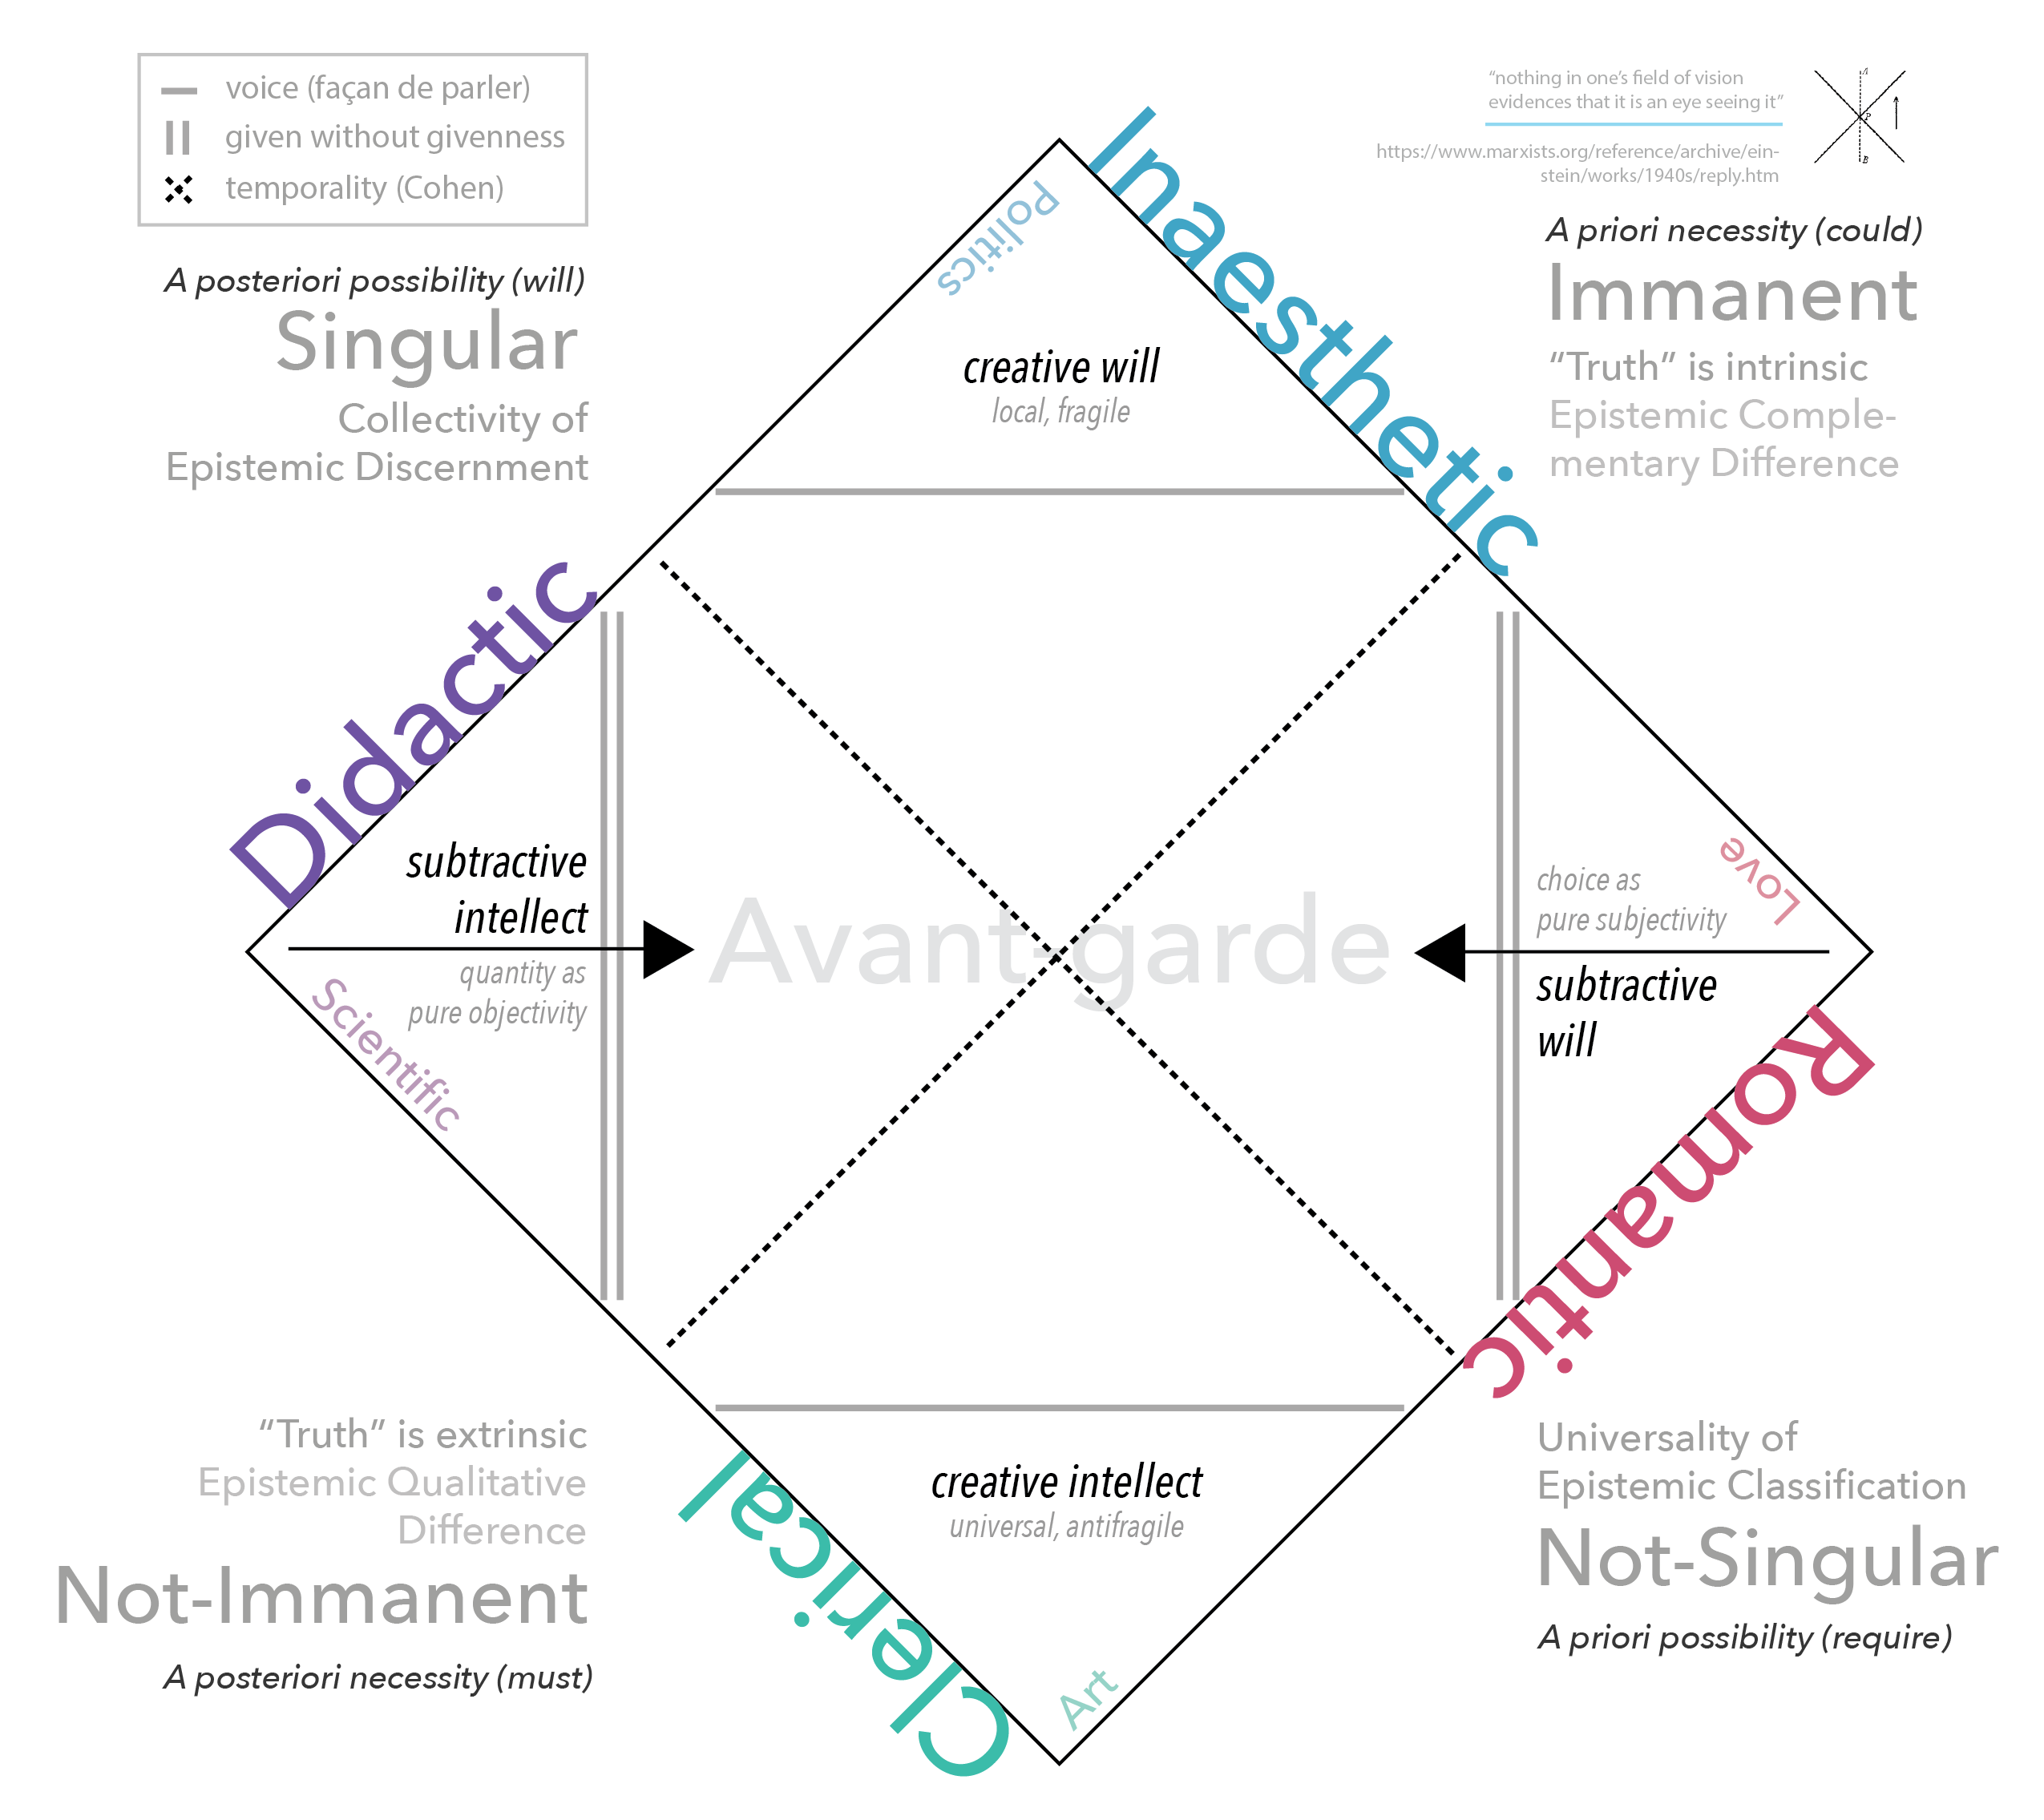 voice (façan de parler)
given without givenness
temporality (Cohen)
“nothing in one’s field of vision
evidences that it is an eye seeing it”
https://www.marxists.org/reference/archive/ein-
stein/works/1940s/reply.htm
A
P
B
A posteriori possibility (will)
Singular
Collectivity of
Epistemic Discernment
A priori necessity (could)
Immanent
“Truth” is intrinsic
Epistemic Comple-
mentary Difference
Inaesthetic
Politics
creative will
local, fragile
Didactic
subtractive
intellect
quantity as
pure objectivity
Scientific
Avant-garde
Love
choice as
pure subjectivity
subtractive
will
Romantic
“Truth” is extrinsic
Epistemic Qualitative
Difference
Not-Immanent
A posteriori necessity (must)
Clerical
creative intellect
universal, antifragile
Art
Universality of
Epistemic Classification
Not-Singular
A priori possibility (require)